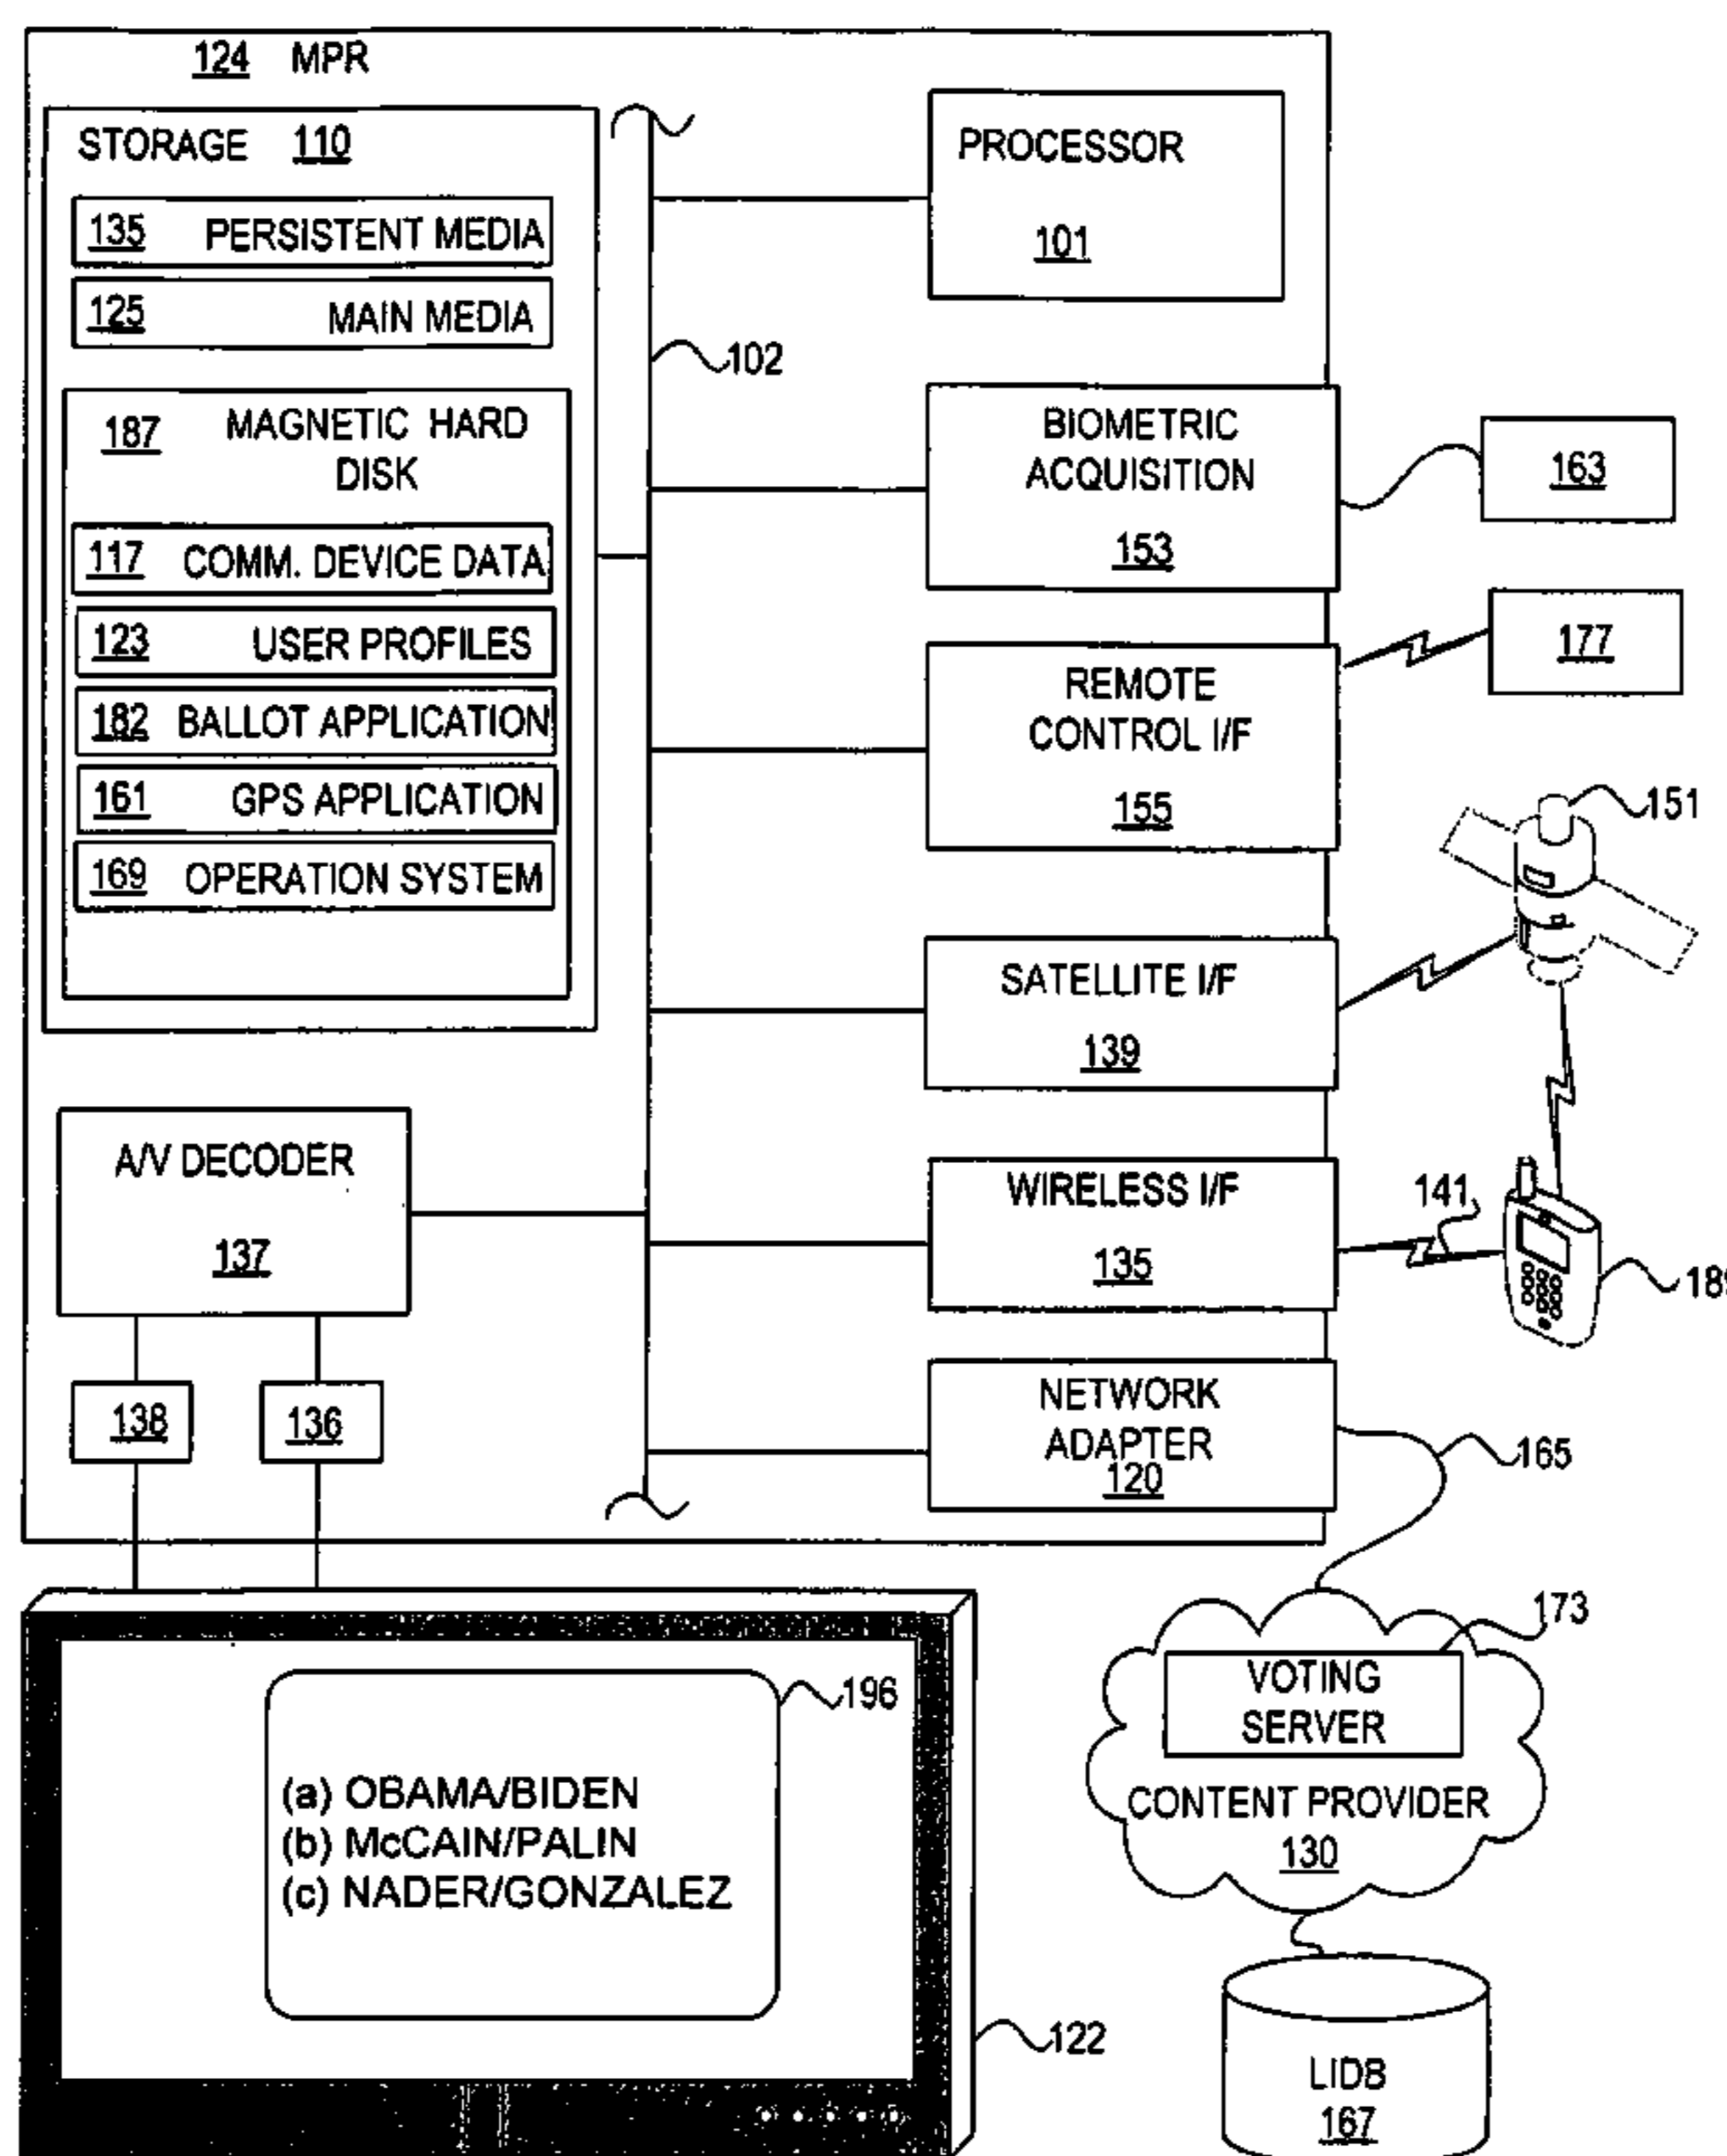 124 MPR
STORAGE 110
135 PERSISTENT MEDIA
125 MAIN MEDIA
187 MAGNETIC HARD
DISK
117 COMM. DEVICE DATA
123 USER PROFILES
182 BALLOT APPLICATION
161 GPS APPLICATION
169 OPERATION SYSTEM
102
PROCESSOR
101
BIOMETRIC
ACQUISITION
153
163
REMOTE
CONTROL I/F
155
177
SATELLITE I/F
139
151
WIRELESS I/F
135
141
NETWORK
ADAPTER
120
165
A/V DECODER
137
138
136
196
(a) OBAMA/BIDEN
(b) McCAIN/PALIN
(c) NADER/GONZALEZ
122
173
VOTING
SERVER
CONTENT PROVIDER
130
LIDB
167